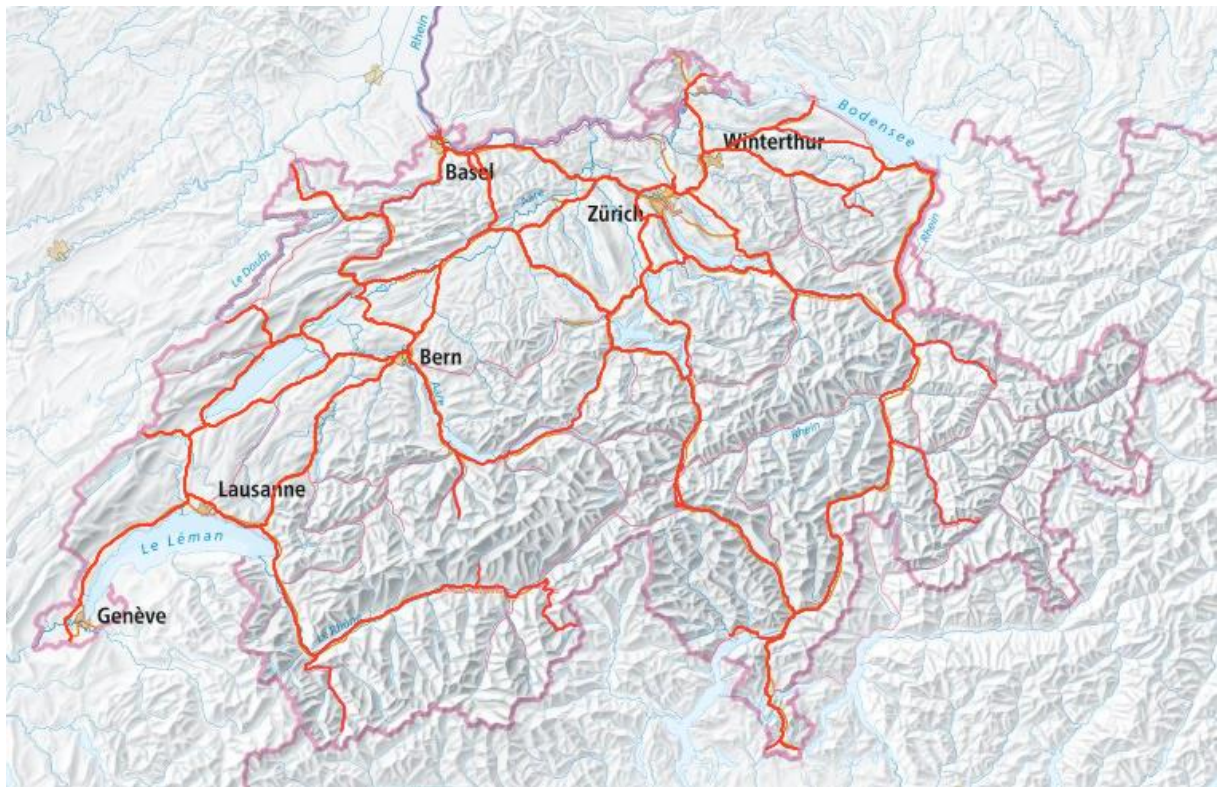 Rhein
Bodensee
Winterthur
Basel
Aare
Zürich
Rhein
Le Doubs
Bern
Aare
Rhein
Lausanne
Le Léman
Genève
Le Rhône